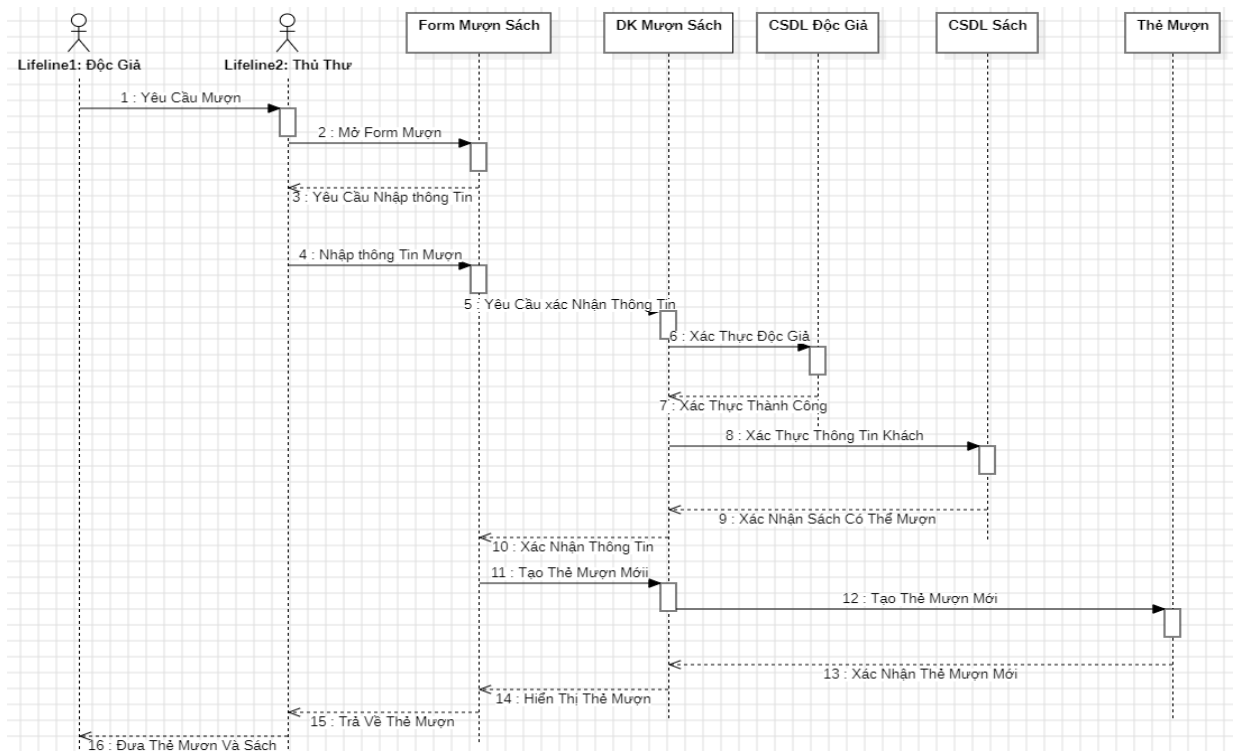 Form Mượn Sách
DK Mượn Sách
CSDL Độc Giả
CSDL Sách
Thẻ Mượn
Lifeline1: Độc Giả
Lifeline2: Thủ Thư
1 : Yêu Cầu Mượn
2 : Mở Form Mượn
3 : Yêu Cầu Nhập thông Tin
4 : Nhập thông Tin Mượn
5 : Yêu Cầu xác Nhận Thông Tin
6 : Xác Thực Độc Giả
7 : Xác Thực Thành Công
8 : Xác Thực Thông Tin Khách
9 : Xác Nhận Sách Có Thể Mượn
10 : Xác Nhận Thông Tin
11 : Tạo Thẻ Mượn Mớii
12 : Tạo Thẻ Mượn Mới
13 : Xác Nhận Thẻ Mượn Mới
14 : Hiển Thị Thẻ Mượn
15 : Trả Về Thẻ Mượn
16 : Đưa Thẻ Mượn Và Sách